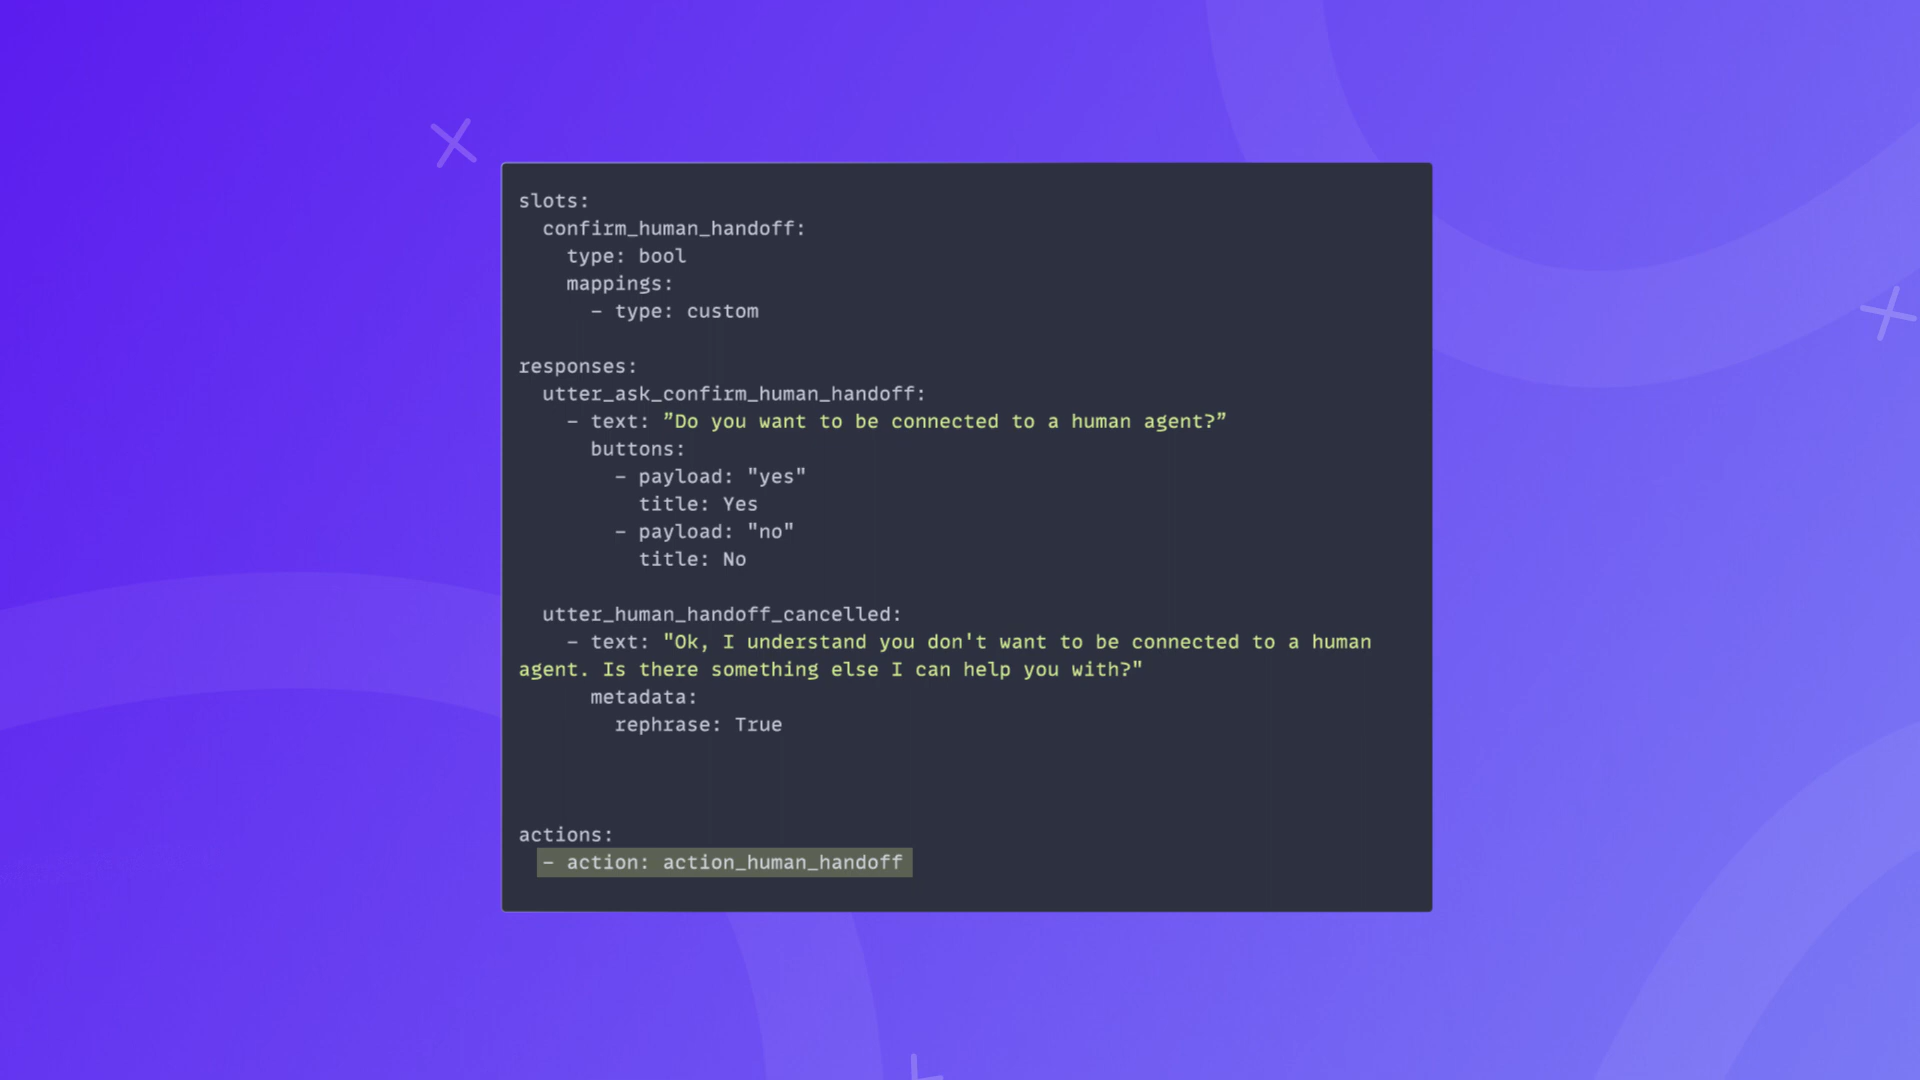 slots:
  confirm_human_handoff:
    type: bool
    mappings:
      – type: custom

responses:
  utter_ask_confirm_human_handoff:
    – text: ”Do you want to be connected to a human agent?”
      buttons:
        – payload: "yes"
          title: Yes
        – payload: "no"
          title: No

  utter_human_handoff_cancelled:
    – text: "Ok, I understand you don't want to be connected to a human
agent. Is there something else I can help you with?"
      metadata:
        rephrase: True

actions:
  – action: action_human_handoff